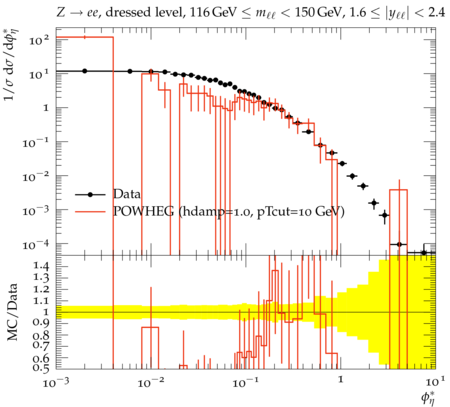 Z → ee, dressed level, 116 GeV ≤ mℓℓ < 150 GeV, 1.6 ≤ |yℓℓ| < 2.4
1/σ dσ/dφ*η
10²
10¹
1
10⁻¹
10⁻²
10⁻³
10⁻⁴
Data
POWHEG (hdamp=1.0, pTcut=10 GeV)
MC/Data
1.4
1.3
1.2
1.1
1
0.9
0.8
0.7
0.6
0.5
10⁻³ 10⁻² 10⁻¹ 1 10¹
φ*η